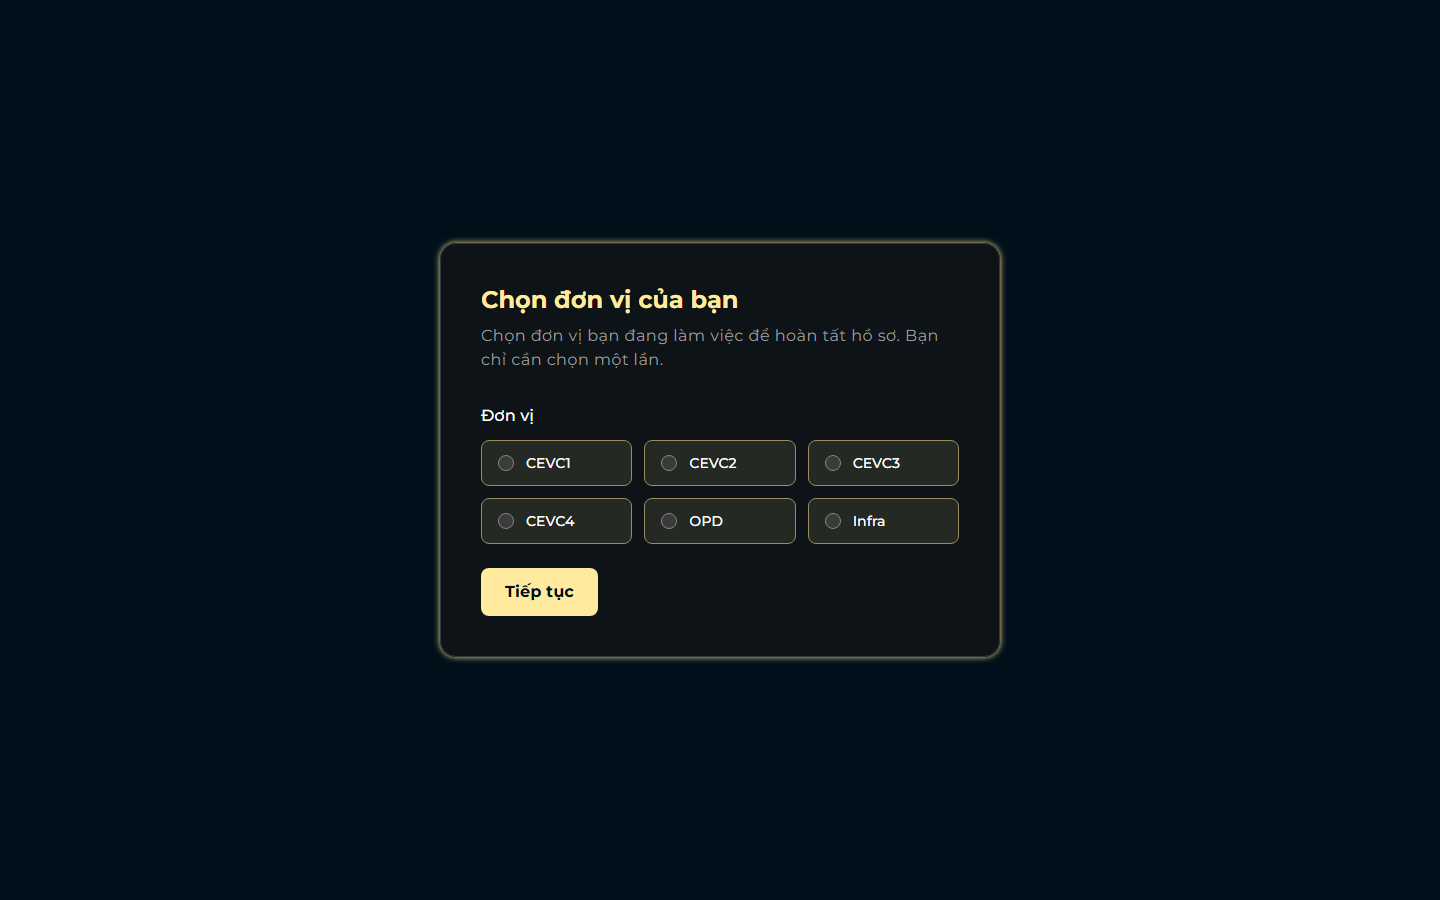 Chọn đơn vị của bạn
Chọn đơn vị bạn đang làm việc để hoàn tất hồ sơ. Bạn
chỉ cần chọn một lần.
Đơn vị
CEVC1
CEVC2
CEVC3
CEVC4
OPD
Infra
Tiếp tục